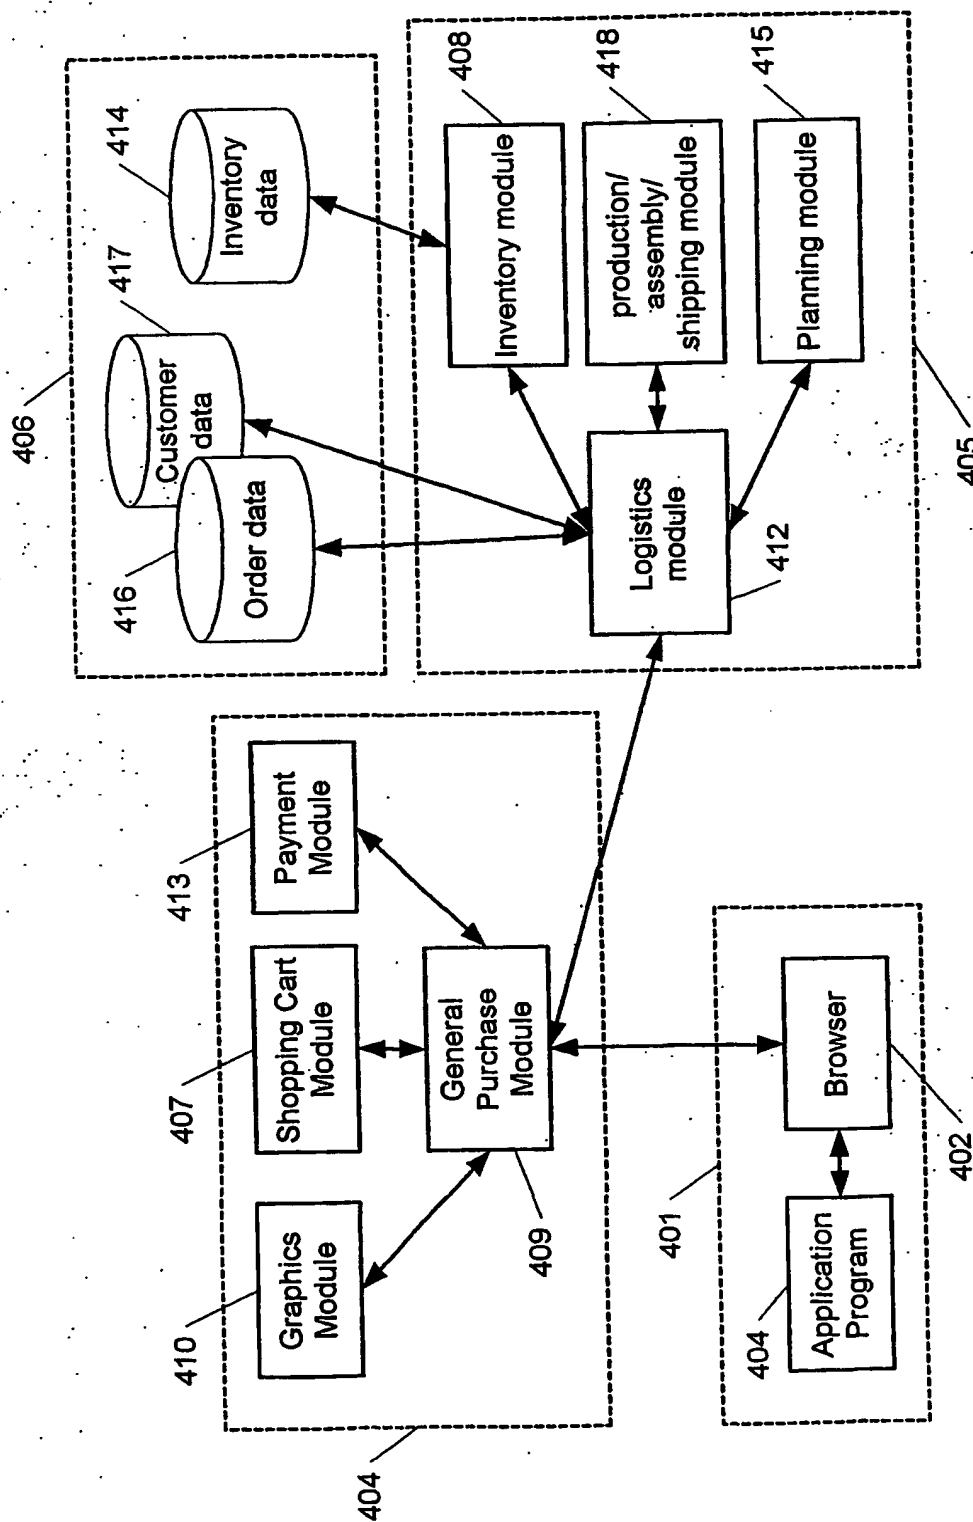 404
410
Graphics
Module
407
Shopping Cart
Module
413
Payment
Module
General
Purchase
Module
409
401
404
Application
Program
Browser
402
406
416
Order data
417
Customer
data
414
Inventory
data
Logistics
module
412
Inventory module
408
production/
assembly/
shipping module
418
Planning module
415
405